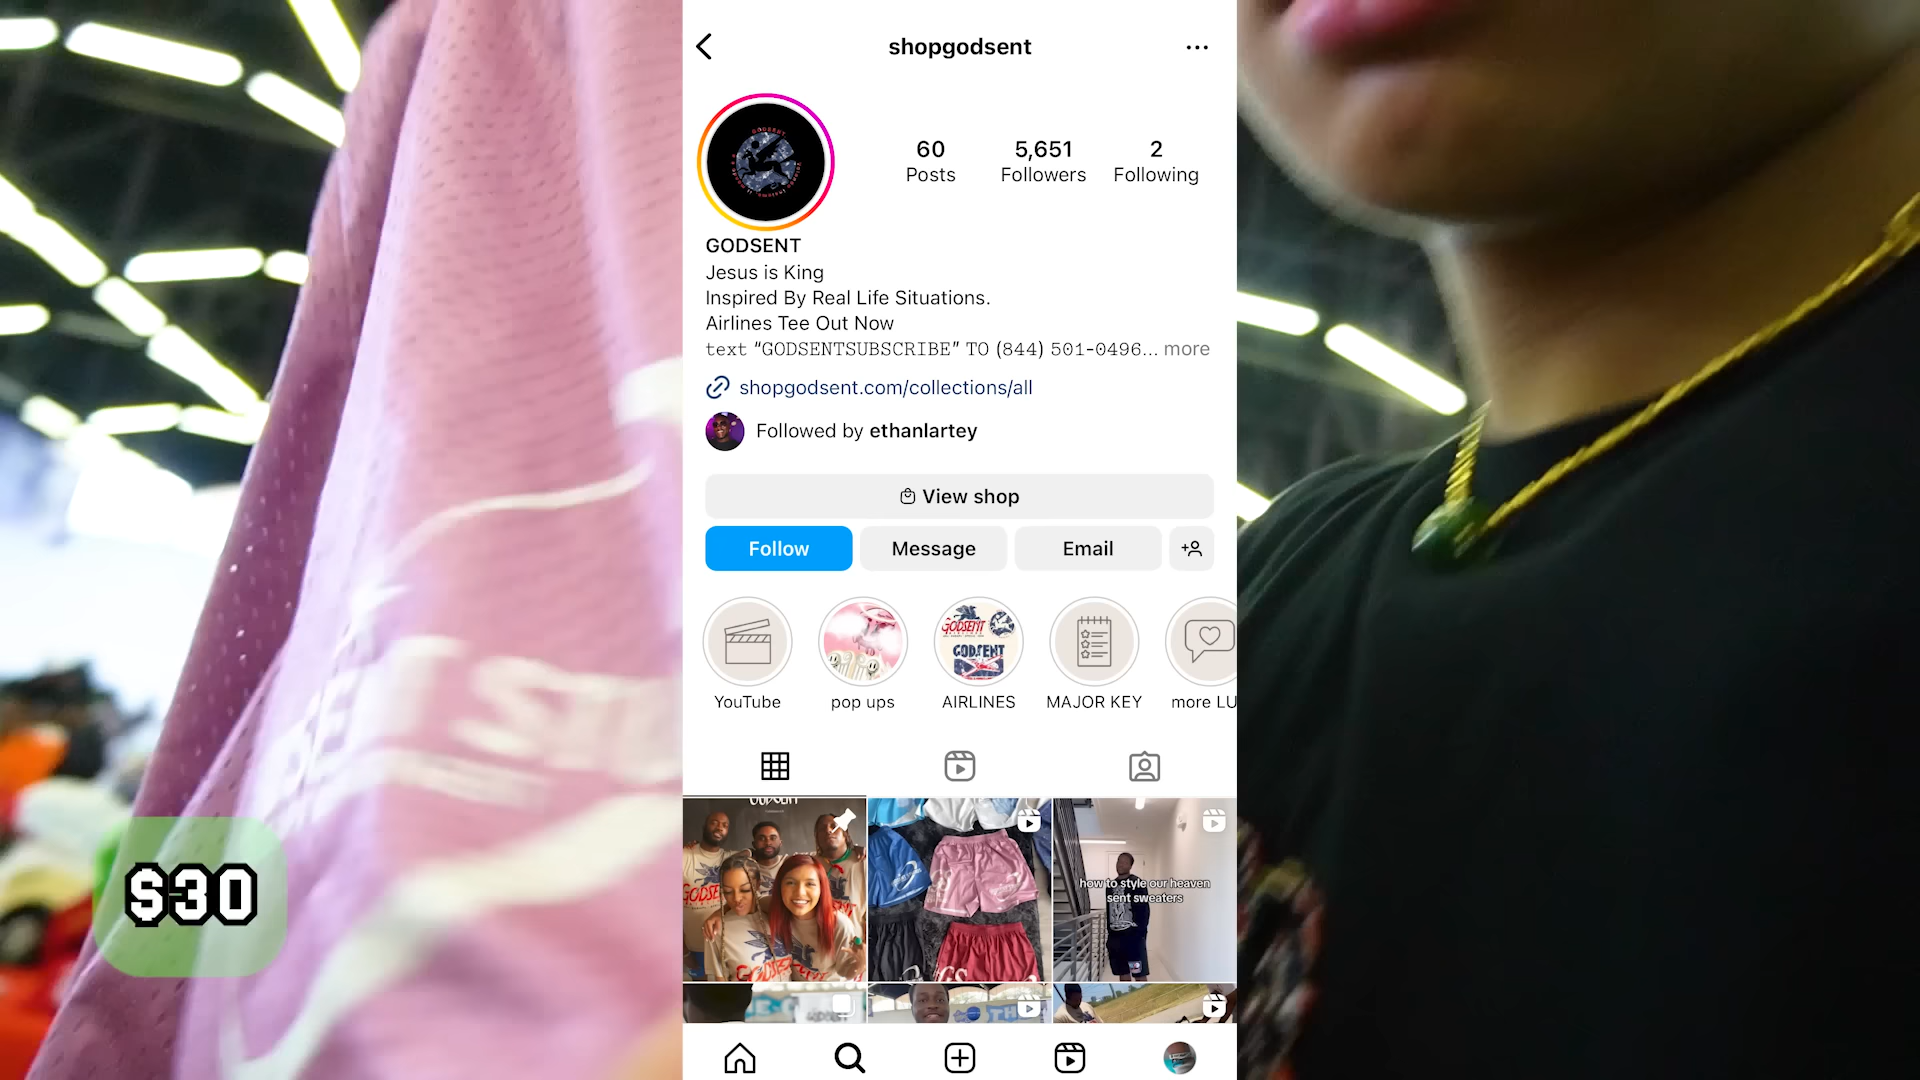 shopgodsent
60
Posts
5,651
Followers
2
Following
GODSENT
Jesus is King
Inspired By Real Life Situations.
Airlines Tee Out Now
text "GODSENTSUBSCRIBE" TO (844) 501-0496... more
shopgodsent.com/collections/all
Followed by ethanlartey
View shop
Follow
Message
Email
GODSENT
GODSENT
YouTube
pop ups
AIRLINES
MAJOR KEY
more LU
how to style our heaven
sent sweaters
$30